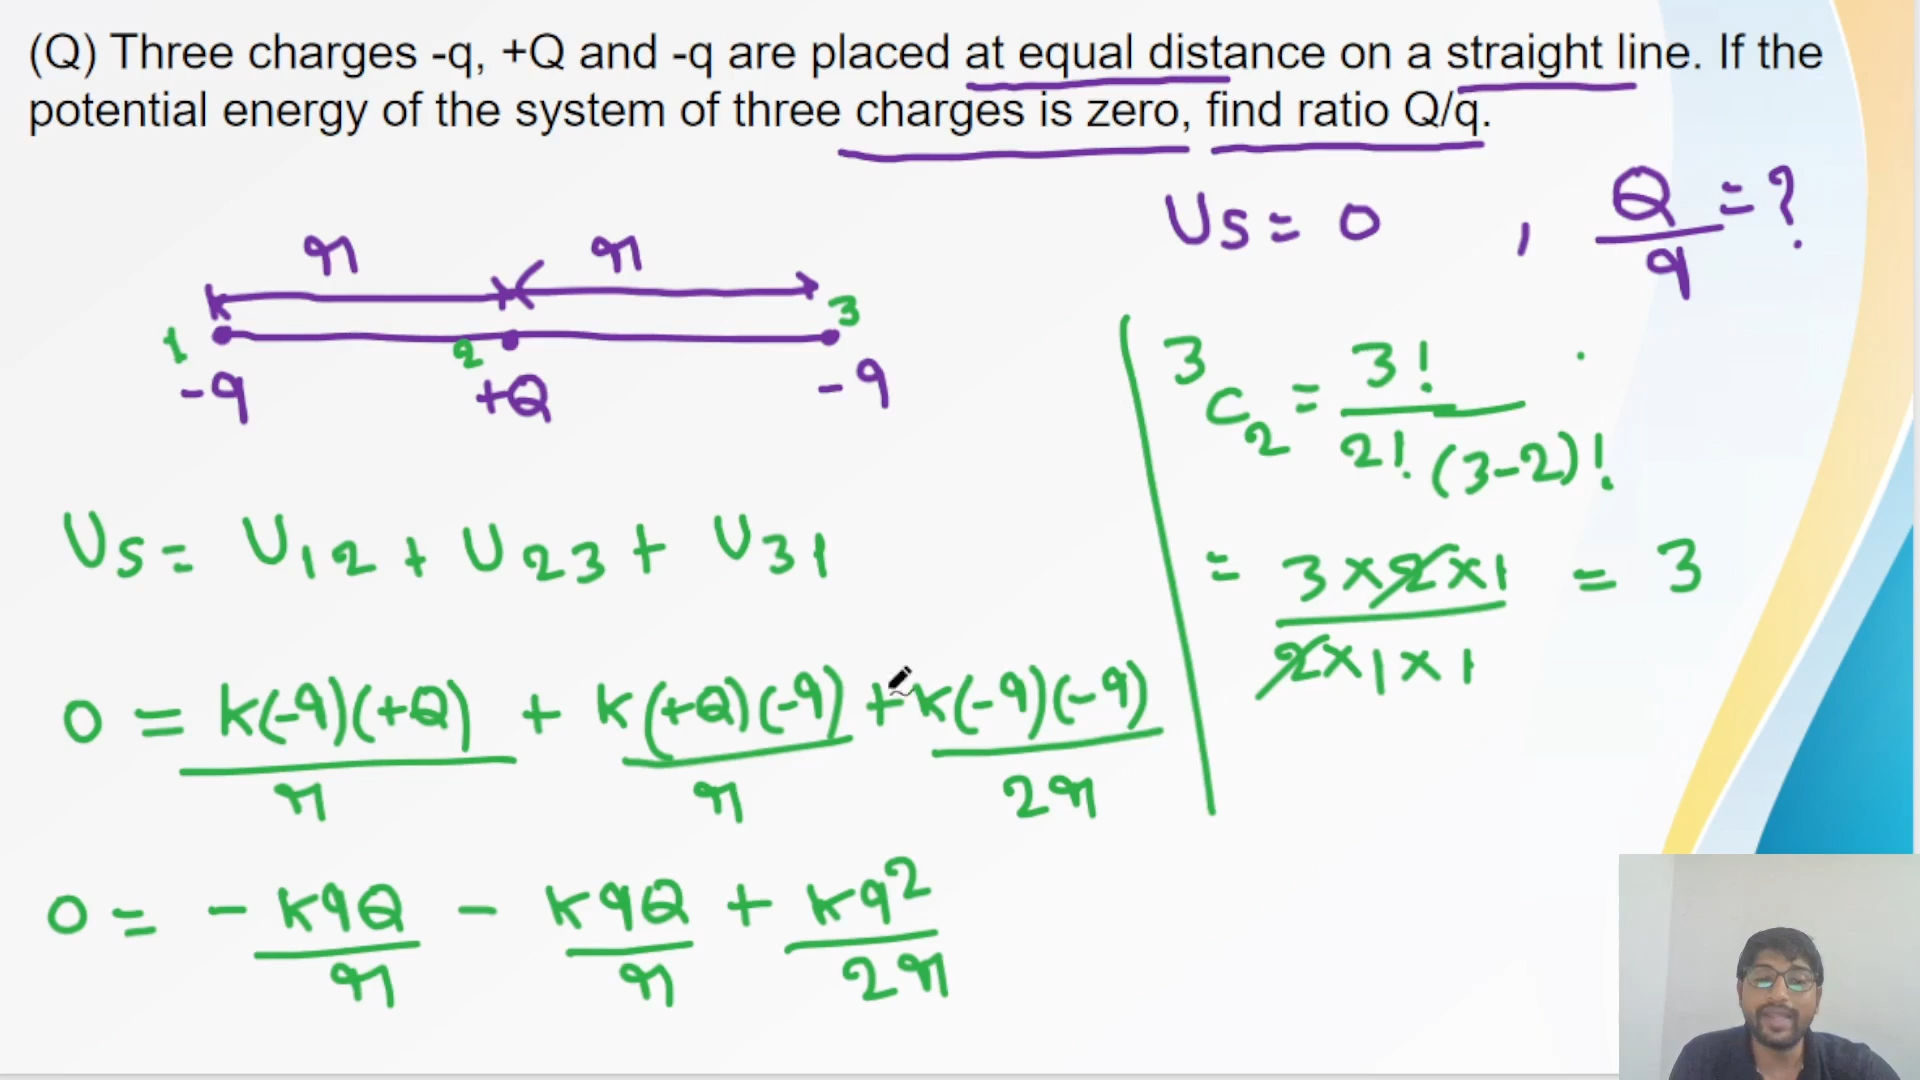 (Q) Three charges -q, +Q and -q are placed at equal distance on a straight line. If the
potential energy of the system of three charges is zero, find ratio Q/q.
Us = 0 , Q/q = ?
r r
1 2 3
-q +Q -q
Us = U12 + U23 + U31
0 = k(-q)(+Q)/r + k(+Q)(-q)/r + k(-q)(-q)/2r
0 = - kqQ/r - kqQ/r + kq²/2r
³C₂ = 3!/2!(3-2)!
= 3×2×1/2×1×1 = 3